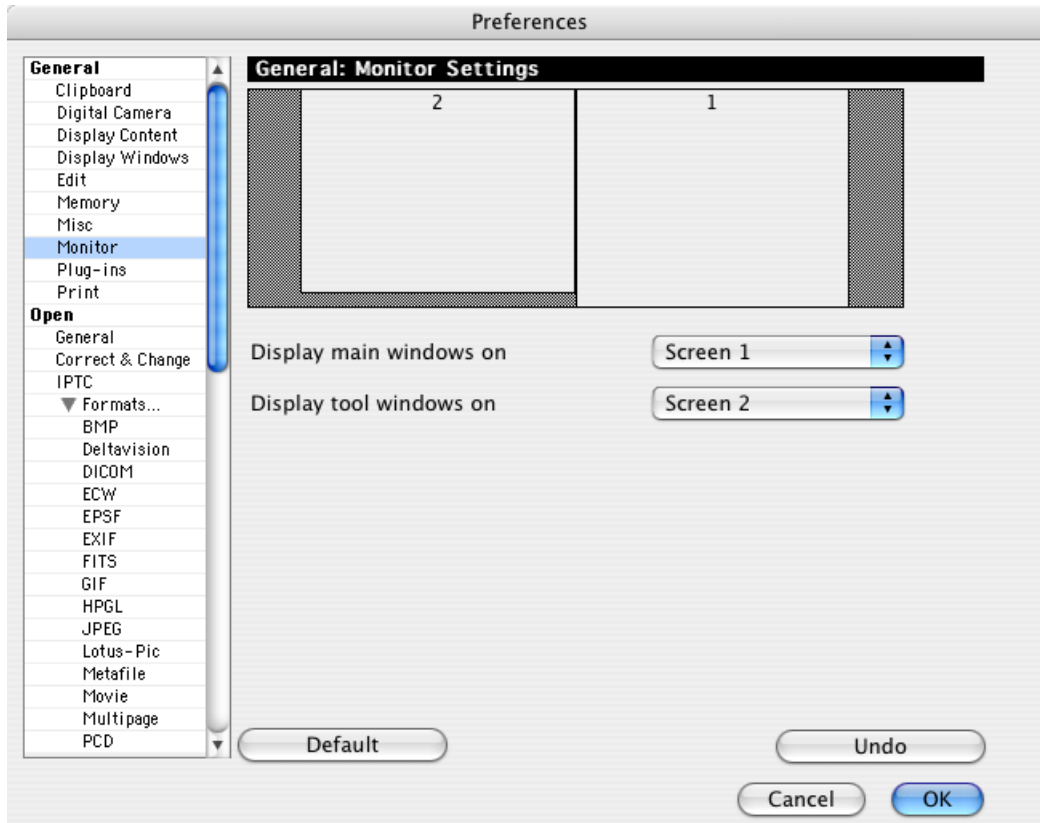 Preferences
General
Clipboard
Digital Camera
Display Content
Display Windows
Edit
Memory
Misc
Monitor
Plug-ins
Print
Open
General
Correct & Change
IPTC
Formats...
BMP
Deltavision
DICOM
ECW
EPSF
EXIF
FITS
GIF
HPGL
JPEG
Lotus-Pic
Metafile
Movie
Multipage
PCD
General: Monitor Settings
2 1
Display main windows on Screen 1
Display tool windows on Screen 2
Default Undo
Cancel OK